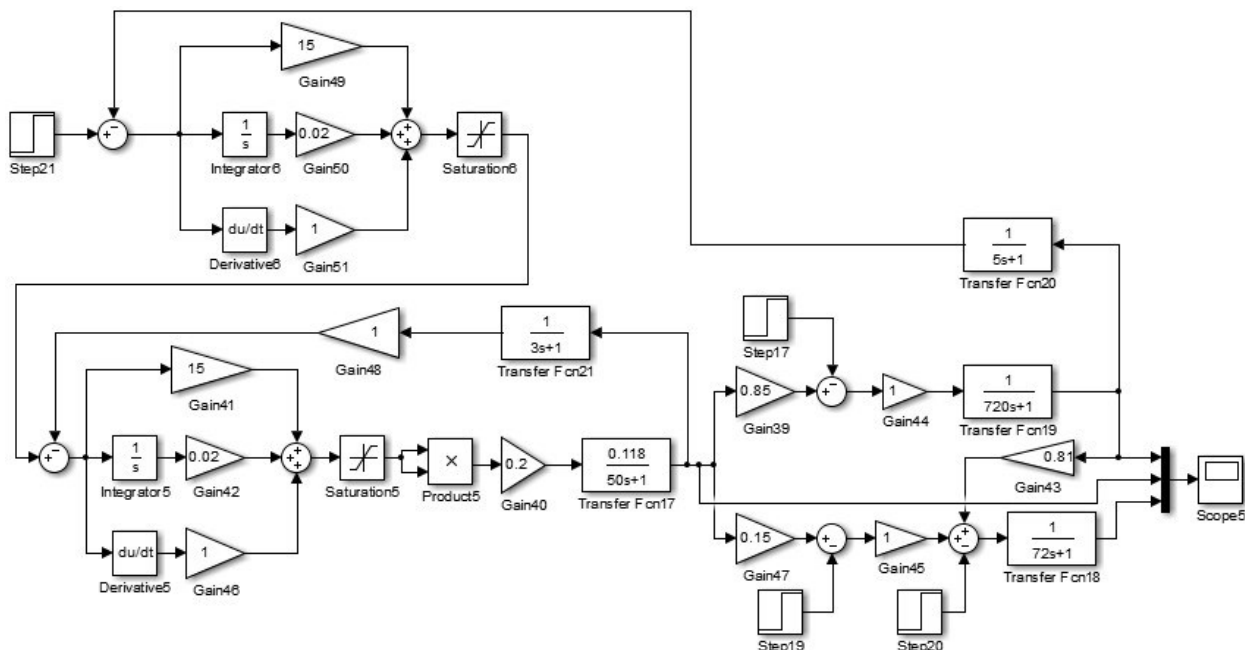 15
Gain49
Step21
1
s
Integrator6
0.02
Gain50
Saturation6
du/dt
Derivative6
1
Gain51
1
5s+1
Transfer Fcn20
1
Gain48
1
3s+1
Transfer Fcn21
Step17
15
Gain41
0.85
Gain39
1
Gain44
1
720s+1
Transfer Fcn19
1
s
Integrator5
0.02
Gain42
Saturation5
×
Product5
0.2
Gain40
0.118
50s+1
Transfer Fcn17
0.81
Gain43
Scope5
du/dt
Derivative5
1
Gain46
0.15
Gain47
1
Gain45
1
72s+1
Transfer Fcn18
Step19
Step20